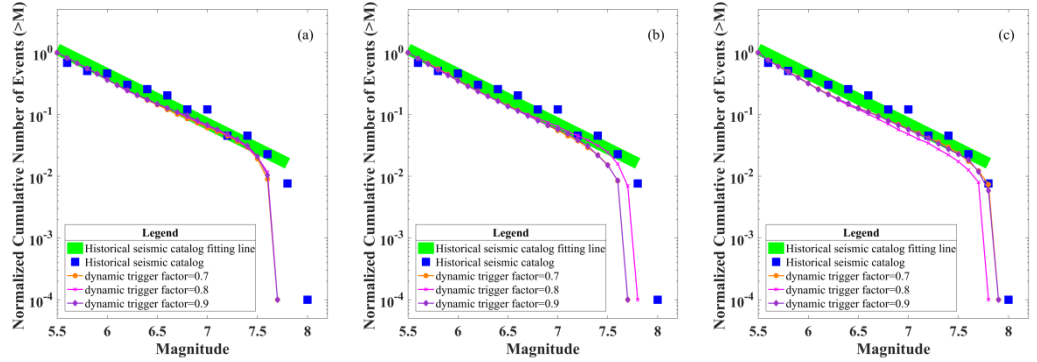 (a)
Normalized Cumulative Number of Events (>M)
10^0
10^-1
10^-2
10^-3
10^-4
Legend
Historical seismic catalog fitting line
Historical seismic catalog
dynamic trigger factor=0.7
dynamic trigger factor=0.8
dynamic trigger factor=0.9
5.5 6 6.5 7 7.5 8
Magnitude
(b)
Normalized Cumulative Number of Events (>M)
10^0
10^-1
10^-2
10^-3
10^-4
Legend
Historical seismic catalog fitting line
Historical seismic catalog
dynamic trigger factor=0.7
dynamic trigger factor=0.8
dynamic trigger factor=0.9
5.5 6 6.5 7 7.5 8
Magnitude
(c)
Normalized Cumulative Number of Events (>M)
10^0
10^-1
10^-2
10^-3
10^-4
Legend
Historical seismic catalog fitting line
Historical seismic catalog
dynamic trigger factor=0.7
dynamic trigger factor=0.8
dynamic trigger factor=0.9
5.5 6 6.5 7 7.5 8
Magnitude